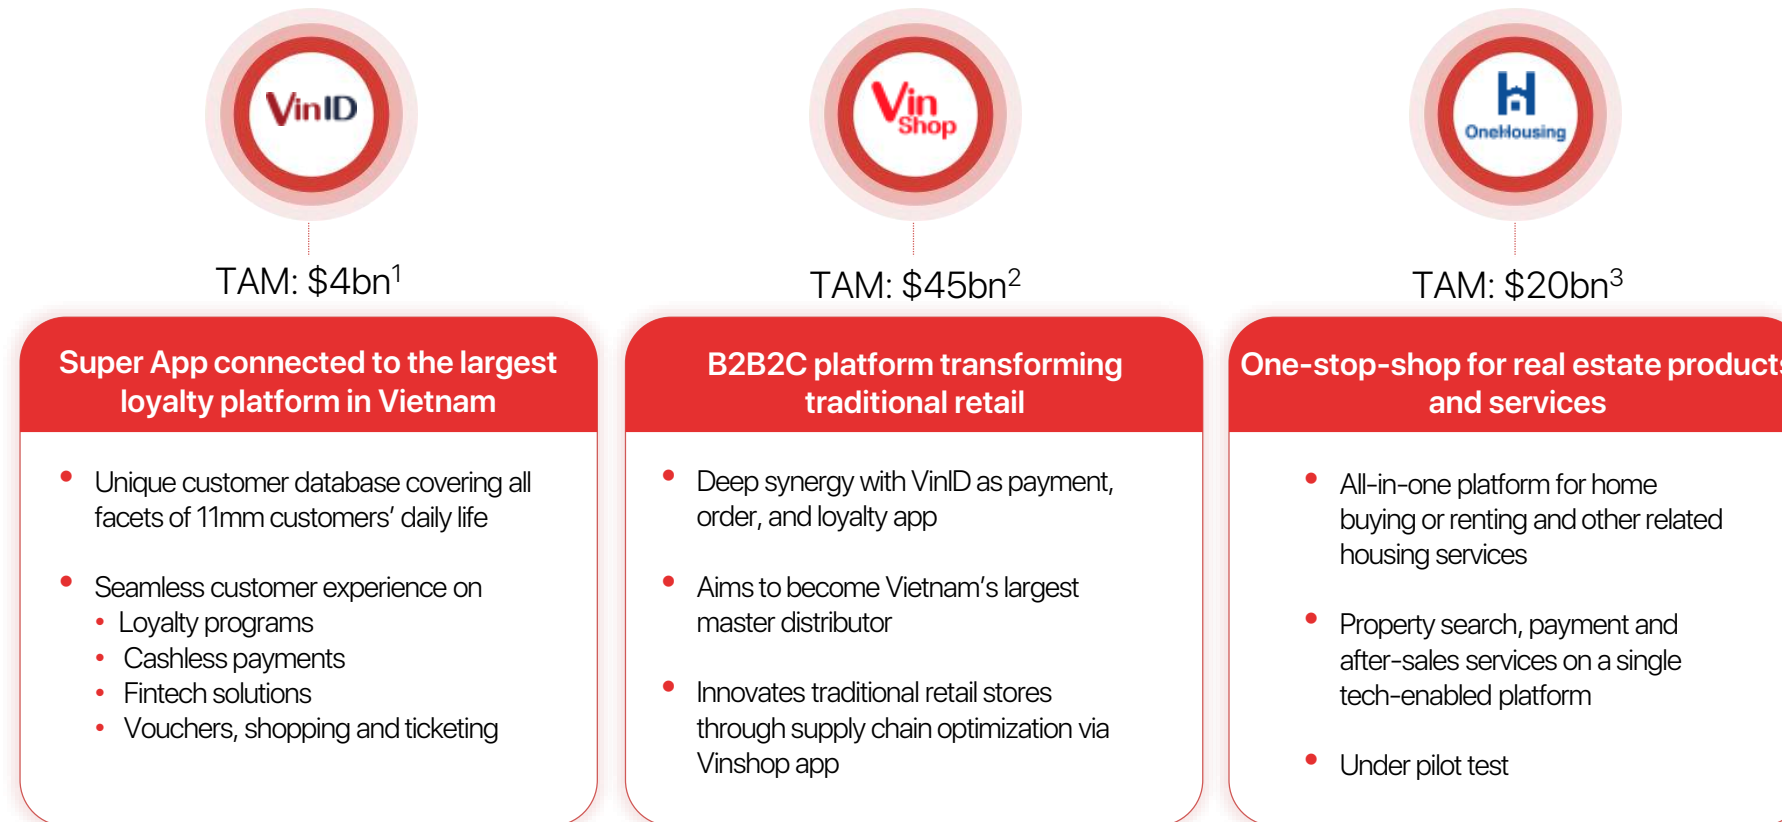 VinID
TAM: $4bn1
Super App connected to the largest
loyalty platform in Vietnam
• Unique customer database covering all
facets of 11mm customers' daily life
• Seamless customer experience on
• Loyalty programs
• Cashless payments
• Fintech solutions
• Vouchers, shopping and ticketing
Vin
Shop
TAM: $45bn2
B2B2C platform transforming
traditional retail
• Deep synergy with VinID as payment,
order, and loyalty app
• Aims to become Vietnam's largest
master distributor
• Innovates traditional retail stores
through supply chain optimization via
Vinshop app
OneHousing
TAM: $20bn3
One-stop-shop for real estate products
and services
• All-in-one platform for home
buying or renting and other related
housing services
• Property search, payment and
after-sales services on a single
tech-enabled platform
• Under pilot test